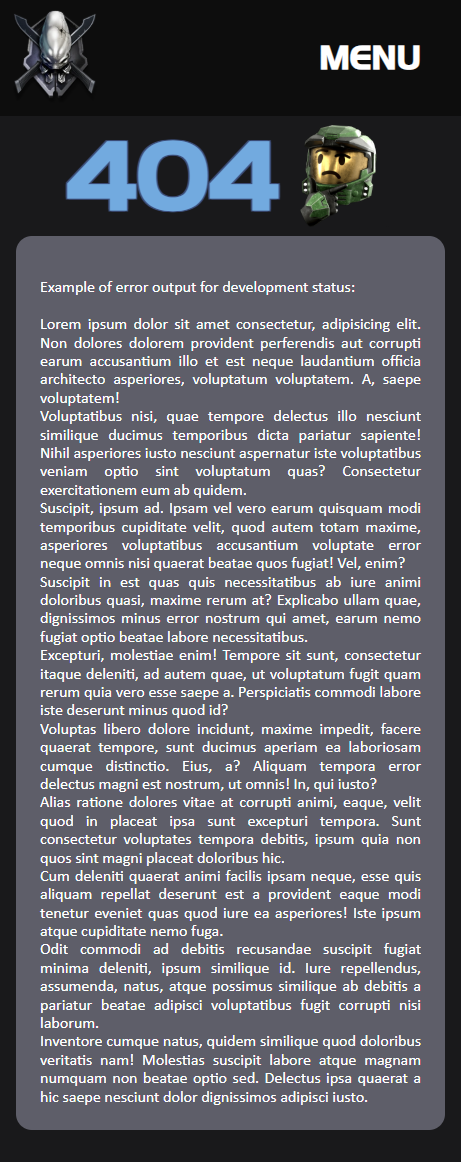 MENU
404
Example of error output for development status:
Lorem ipsum dolor sit amet consectetur, adipisicing elit.
Non dolores dolorem provident perferendis aut corrupti
earum accusantium illo et est neque laudantium officia
architecto asperiores, voluptatum voluptatem. A, saepe
voluptatem!
Voluptatibus nisi, quae tempore delectus illo nesciunt
similique ducimus temporibus dicta pariatur sapiente!
Nihil asperiores iusto nesciunt aspernatur iste voluptatibus
veniam optio sint voluptatum quas? Consectetur
exercitationem eum ab quidem.
Suscipit, ipsum ad. Ipsam vel vero earum quisquam modi
temporibus cupiditate velit, quod autem totam maxime,
asperiores voluptatibus accusantium voluptate error
neque omnis nisi quaerat beatae quos fugiat! Vel, enim?
Suscipit in est quas quis necessitatibus ab iure animi
doloribus quasi, maxime rerum at? Explicabo ullam quae,
dignissimos minus error nostrum qui amet, earum nemo
fugiat optio beatae labore necessitatibus.
Excepturi, molestiae enim! Tempore sit sunt, consectetur
itaque deleniti, ad autem quae, ut voluptatum fugit quam
rerum quia vero esse saepe a. Perspiciatis commodi labore
iste deserunt minus quod id?
Voluptas libero dolore incidunt, maxime impedit, facere
quaerat tempore, sunt ducimus aperiam ea laboriosam
cumque distinctio. Eius, a? Aliquam tempora error
delectus magni est nostrum, ut omnis! In, qui iusto?
Alias ratione dolores vitae at corrupti animi, eaque, velit
quod in placeat ipsa sunt excepturi tempora. Sunt
consectetur voluptates tempora debitis, ipsum quia non
quos sint magni placeat doloribus hic.
Cum deleniti quaerat animi facilis ipsam neque, esse quis
aliquam repellat deserunt est a provident eaque modi
tenetur eveniet quas quod iure ea asperiores! Iste ipsum
atque cupiditate nemo fuga.
Odit commodi ad debitis recusandae suscipit fugiat
minima deleniti, ipsum similique id. Iure repellendus,
assumenda, natus, atque possimus similique ab debitis a
pariatur beatae adipisci voluptatibus fugit corrupti nisi
laborum.
Inventore cumque natus, quidem similique quod doloribus
veritatis nam! Molestias suscipit labore atque magnam
numquam non beatae optio sed. Delectus ipsa quaerat a
hic saepe nesciunt dolor dignissimos adipisci iusto.